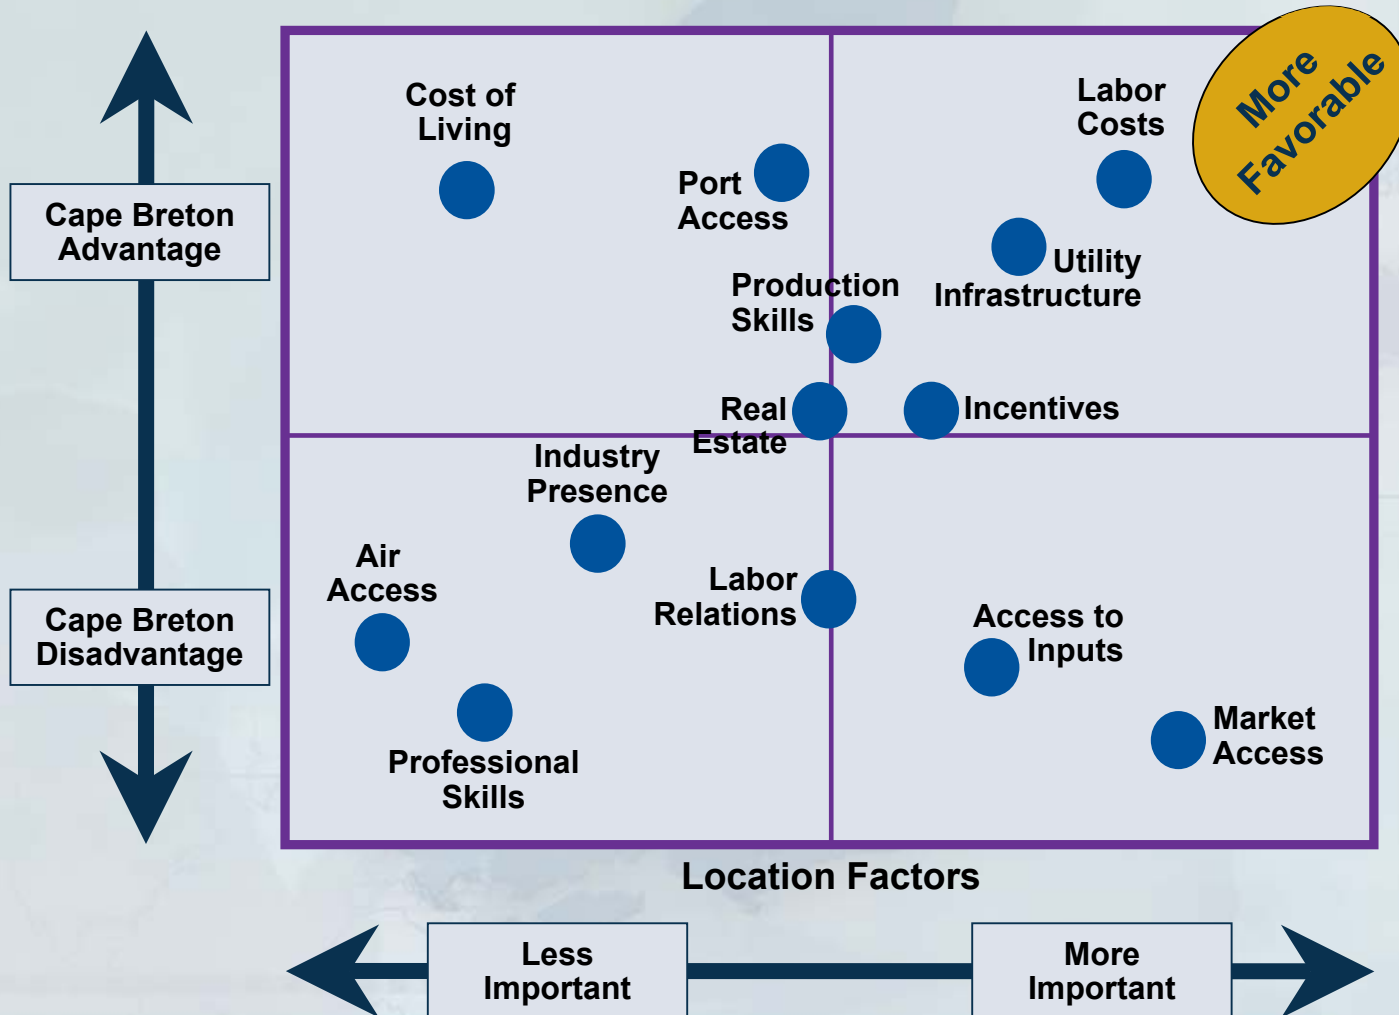 More
Favorable
Cost of
Living
Labor
Costs
Port
Access
Cape Breton
Advantage
Utility
Infrastructure
Production
Skills
Real
Estate
Incentives
Industry
Presence
Air
Access
Labor
Relations
Access to
Inputs
Cape Breton
Disadvantage
Market
Access
Professional
Skills
Location Factors
Less
Important
More
Important